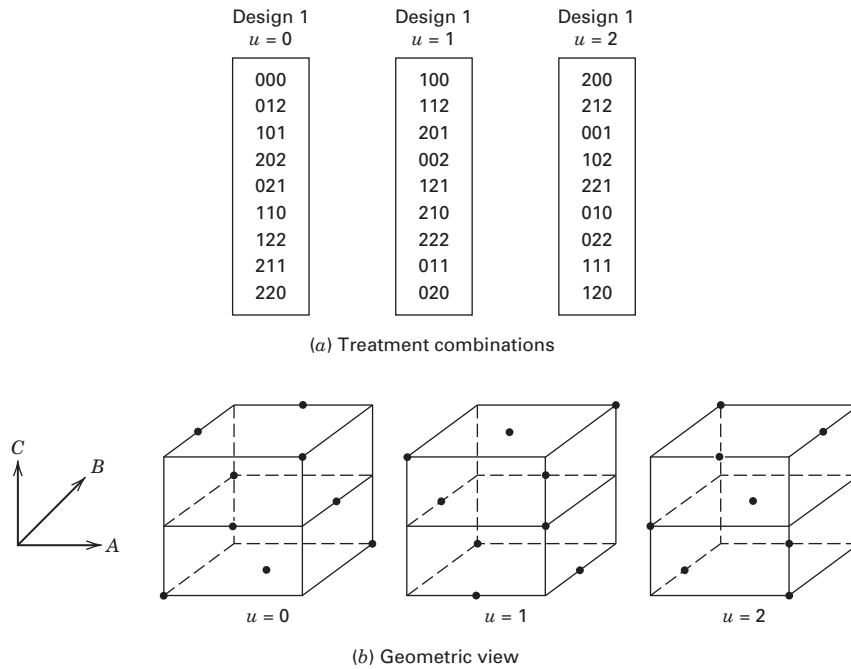 Design 1 Design 1 Design 1
u = 0 u = 1 u = 2
000 100 200
012 112 212
101 201 001
202 002 102
021 121 221
110 210 010
122 222 022
211 011 111
220 020 120
(a) Treatment combinations
C
B
A
u = 0 u = 1 u = 2
(b) Geometric view